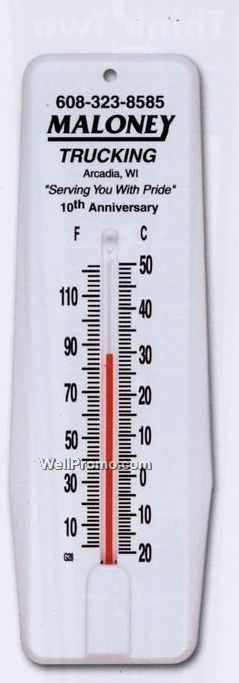 608-323-8585
MALONEY
TRUCKING
Arcadia, WI
"Serving You With Pride"
10th Anniversary
F C
50
110 40
90 30
70 20
50 10
WellPromo.com
30 0
10 10
G28 20